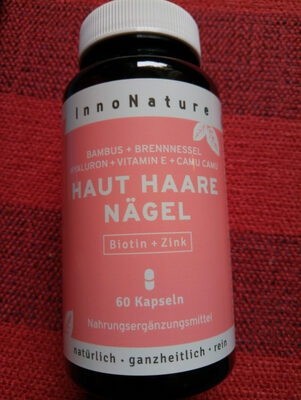 InnoNature
BAMBUS + BRENNNESSEL
HYALURON + VITAMIN E + CAMU CAMU
HAUT HAARE
NÄGEL
Biotin + Zink
60 Kapseln
Nahrungsergänzungsmittel
natürlich · ganzheitlich · rein